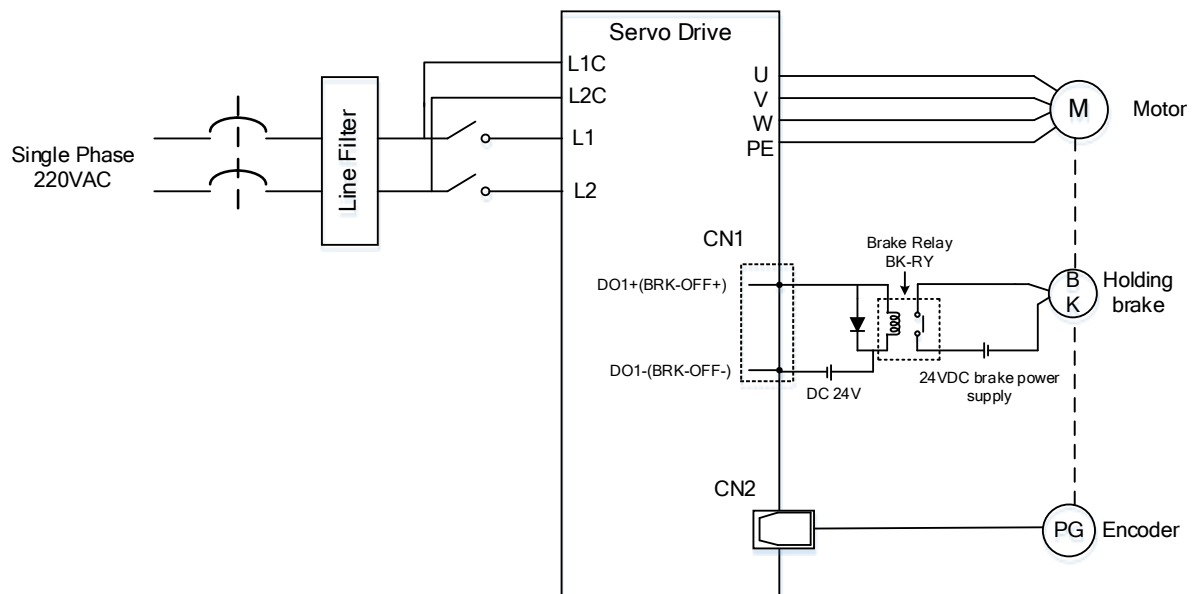 Servo Drive
L1C
L2C
L1
L2
Single Phase
220VAC
Line Filter
U
V
W
PE
M
Motor
CN1
DO1+(BRK-OFF+)
DO1-(BRK-OFF-)
DC 24V
Brake Relay
BK-RY
24VDC brake power
supply
B
K
Holding
brake
CN2
PG
Encoder